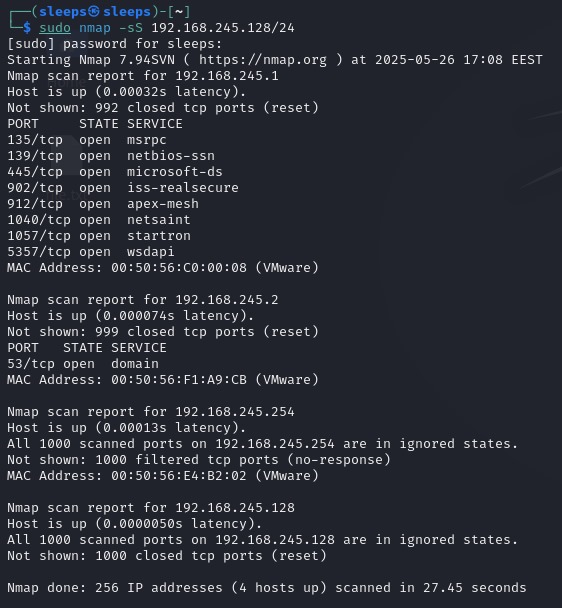 ┌──(sleeps㉿sleeps)-[~]
└─$ sudo nmap -sS 192.168.245.128/24
[sudo] password for sleeps:
Starting Nmap 7.94SVN ( https://nmap.org ) at 2025-05-26 17:08 EEST
Nmap scan report for 192.168.245.1
Host is up (0.00032s latency).
Not shown: 992 closed tcp ports (reset)
PORT     STATE SERVICE
135/tcp  open  msrpc
139/tcp  open  netbios-ssn
445/tcp  open  microsoft-ds
902/tcp  open  iss-realsecure
912/tcp  open  apex-mesh
1040/tcp open  netsaint
1057/tcp open  startron
5357/tcp open  wsdapi
MAC Address: 00:50:56:C0:00:08 (VMware)

Nmap scan report for 192.168.245.2
Host is up (0.000074s latency).
Not shown: 999 closed tcp ports (reset)
PORT   STATE SERVICE
53/tcp open  domain
MAC Address: 00:50:56:F1:A9:CB (VMware)

Nmap scan report for 192.168.245.254
Host is up (0.00013s latency).
All 1000 scanned ports on 192.168.245.254 are in ignored states.
Not shown: 1000 filtered tcp ports (no-response)
MAC Address: 00:50:56:E4:B2:02 (VMware)

Nmap scan report for 192.168.245.128
Host is up (0.0000050s latency).
All 1000 scanned ports on 192.168.245.128 are in ignored states.
Not shown: 1000 closed tcp ports (reset)

Nmap done: 256 IP addresses (4 hosts up) scanned in 27.45 seconds